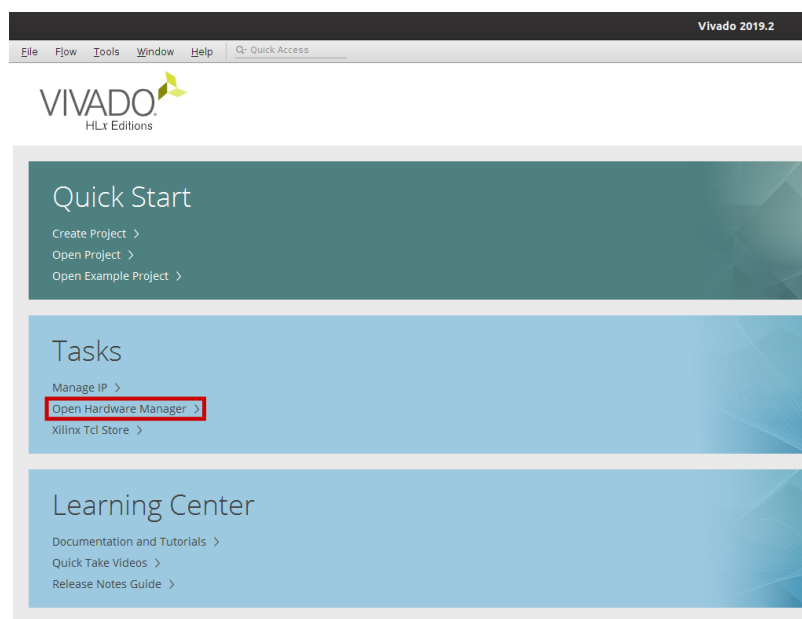 Vivado 2019.2
File Flow Tools Window Help Quick Access
VIVADO.
HLx Editions
Quick Start
Create Project >
Open Project >
Open Example Project >
Tasks
Manage IP >
Open Hardware Manager >
Xilinx Tcl Store >
Learning Center
Documentation and Tutorials >
Quick Take Videos >
Release Notes Guide >